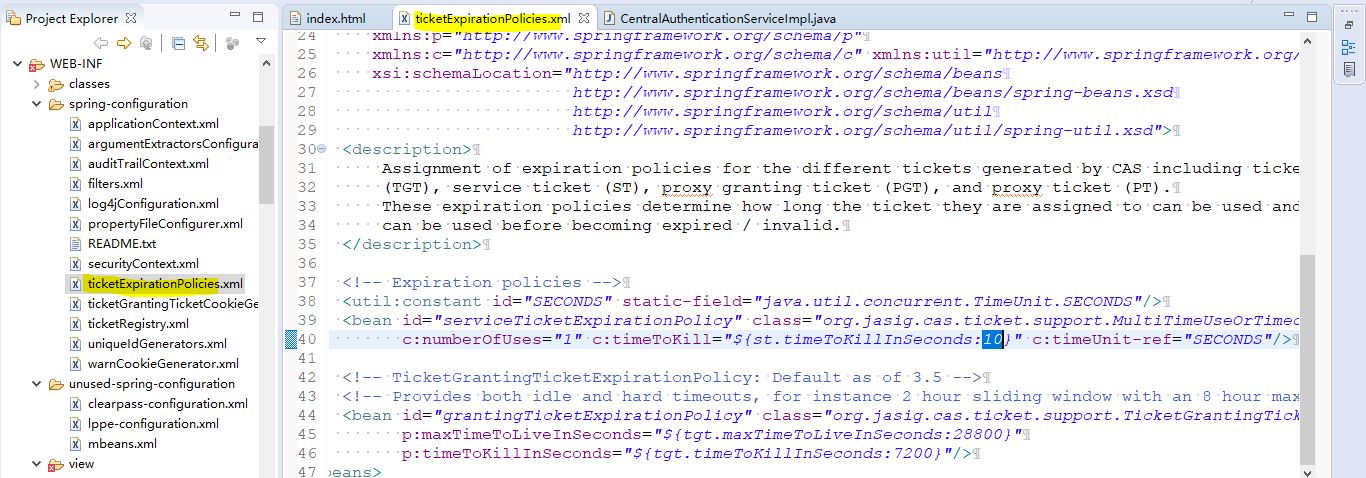 Project Explorer
WEB-INF
classes
spring-configuration
applicationContext.xml
argumentExtractorsConfigura
auditTrailContext.xml
filters.xml
log4jConfiguration.xml
propertyFileConfigurer.xml
README.txt
securityContext.xml
ticketExpirationPolicies.xml
ticketGrantingTicketCookieGe
ticketRegistry.xml
uniqueIdGenerators.xml
warnCookieGenerator.xml
unused-spring-configuration
clearpass-configuration.xml
lppe-configuration.xml
mbeans.xml
view
index.html ticketExpirationPolicies.xml CentralAuthenticationServiceImpl.java
24 xmlns:p="http://www.springframework.org/schema/p"
25 xmlns:c="http://www.springframework.org/schema/c" xmlns:util="http://www.springframework.org/
26 xsi:schemaLocation="http://www.springframework.org/schema/beans
27 http://www.springframework.org/schema/beans/spring-beans.xsd
28 http://www.springframework.org/schema/util
29 http://www.springframework.org/schema/util/spring-util.xsd">
30 <description>
31 Assignment of expiration policies for the different tickets generated by CAS including ticke
32 (TGT), service ticket (ST), proxy granting ticket (PGT), and proxy ticket (PT).
33 These expiration policies determine how long the ticket they are assigned to can be used and
34 can be used before becoming expired / invalid.
35 </description>
36
37 <!-- Expiration policies -->
38 <util:constant id="SECONDS" static-field="java.util.concurrent.TimeUnit.SECONDS"/>
39 <bean id="serviceTicketExpirationPolicy" class="org.jasig.cas.ticket.support.MultiTimeUseOrTimeo
40 c:numberOfUses="1" c:timeToKill="${st.timeToKillInSeconds:10}" c:timeUnit-ref="SECONDS"/>
41
42 <!-- TicketGrantingTicketExpirationPolicy: Default as of 3.5 -->
43 <!-- Provides both idle and hard timeouts, for instance 2 hour sliding window with an 8 hour max
44 <bean id="grantingTicketExpirationPolicy" class="org.jasig.cas.ticket.support.TicketGrantingTick
45 p:maxTimeToLiveInSeconds="${tgt.maxTimeToLiveInSeconds:28800}"
46 p:timeToKillInSeconds="${tgt.timeToKillInSeconds:7200}"/>
47 beans>